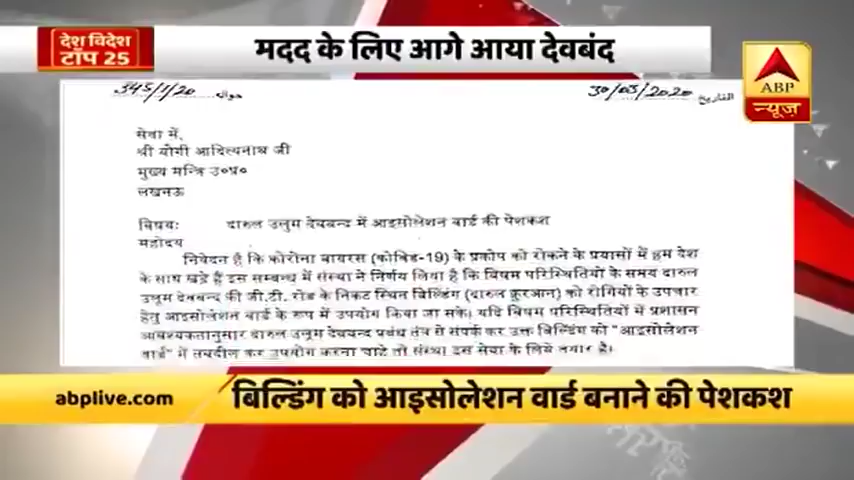 देश विदेश
टॉप 25
मदद के लिए आगे आया देवबंद
ABP
न्यूज़
345/1/20 حوالہ
30/03/2020 التاریخ
सेवा में,
श्री योगी आदित्यनाथ जी
मुख्य मन्त्रि उ०प्र०
लखनऊ
विषयः दारुल उलूम देवबन्द में आइसोलेशन वार्ड की पेशकश
महोदय
निवेदन है कि कोरोना वायरस (कोविड-19) के प्रकोप को रोकने के प्रयासों में हम देश
के साथ खड़े हैं इस सम्बन्ध में संस्था ने निर्णय लिया है कि विषम परिस्थितियों के समय दारुल
उलूम देवबन्द की जी.टी. रोड के निकट स्थित बिल्डिंग (दारुल क़ुरआन) को रोगियों के उपचार
हेतु आइसोलेशन वार्ड के रूप में उपयोग किया जा सके। यदि विषम परिस्थितियों में प्रशासन
आवश्यकतानुसार दारुल उलूम देवबन्द प्रबंध तंत्र से संपर्क कर उक्त बिल्डिंग को "आइसोलेशन
वार्ड" में तबदील कर उपयोग करना चाहे तो संस्था इस सेवा के लिये तैयार है।
abplive.com
बिल्डिंग को आइसोलेशन वार्ड बनाने की पेशकश